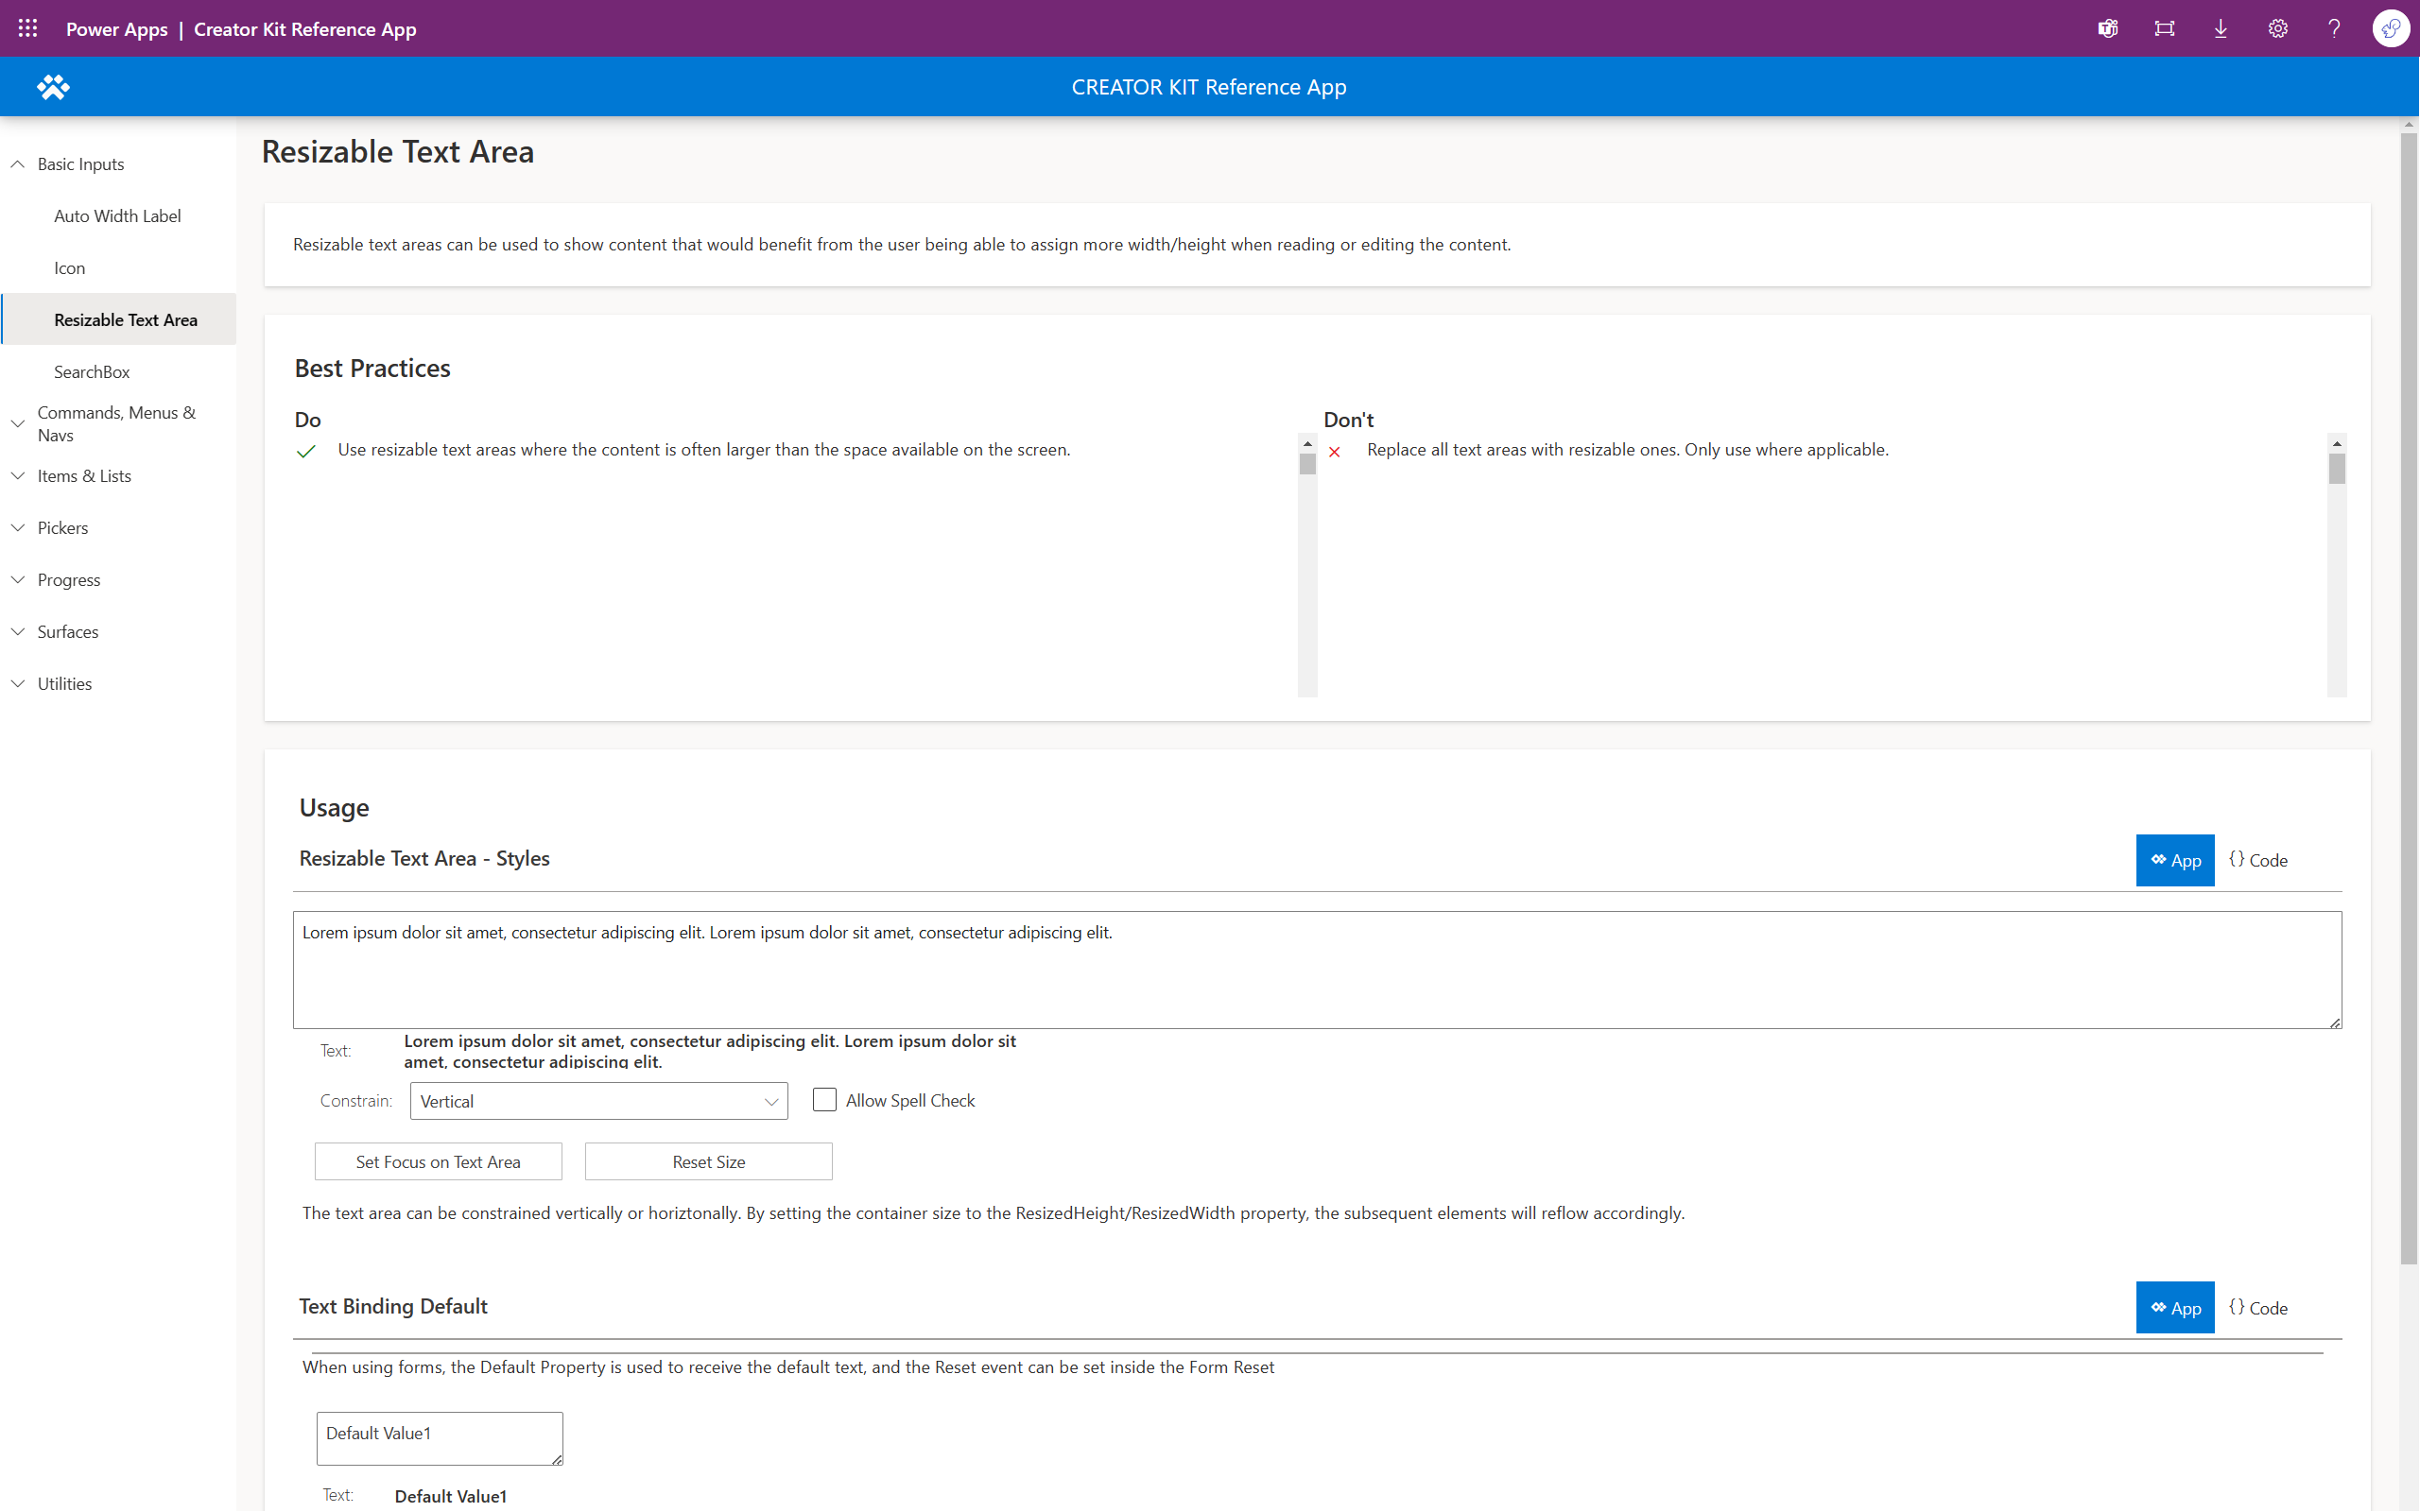 Power Apps | Creator Kit Reference App
CREATOR KIT Reference App
Basic Inputs
Auto Width Label
Icon
Resizable Text Area
SearchBox
Commands, Menus &
Navs
Items & Lists
Pickers
Progress
Surfaces
Utilities
Resizable Text Area
Resizable text areas can be used to show content that would benefit from the user being able to assign more width/height when reading or editing the content.
Best Practices
Do
Use resizable text areas where the content is often larger than the space available on the screen.
Don't
Replace all text areas with resizable ones. Only use where applicable.
Usage
Resizable Text Area - Styles
App
{} Code
Lorem ipsum dolor sit amet, consectetur adipiscing elit. Lorem ipsum dolor sit amet, consectetur adipiscing elit.
Text: Lorem ipsum dolor sit amet, consectetur adipiscing elit. Lorem ipsum dolor sit
amet, consectetur adipiscing elit.
Constrain: Vertical
Allow Spell Check
Set Focus on Text Area
Reset Size
The text area can be constrained vertically or horiztonally. By setting the container size to the ResizedHeight/ResizedWidth property, the subsequent elements will reflow accordingly.
Text Binding Default
App
{} Code
When using forms, the Default Property is used to receive the default text, and the Reset event can be set inside the Form Reset
Default Value1
Text: Default Value1